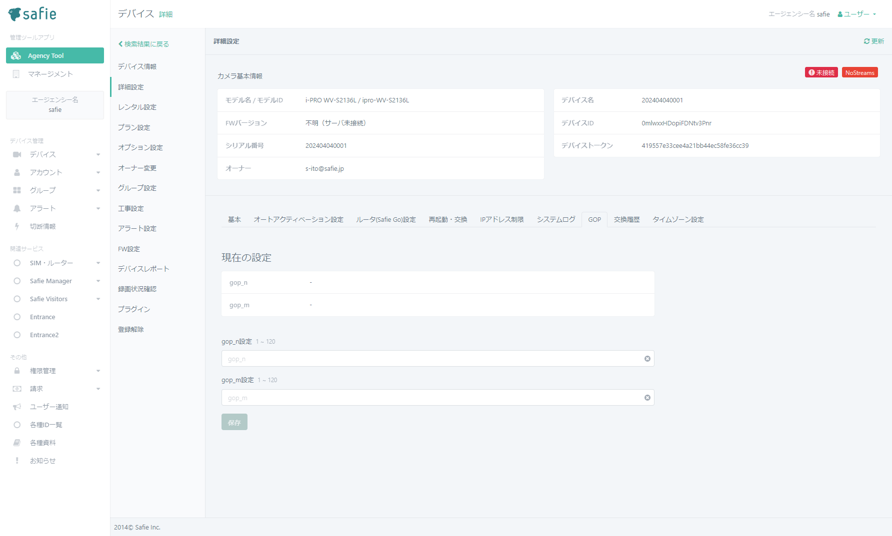 safie
管理ツールアプリ
Agency Tool
マネージメント
エージェンシー名
safie
デバイス管理
デバイス
アカウント
グループ
アラート
切断情報
関連サービス
SIM・ルーター
Safie Manager
Safie Visitors
Entrance
Entrance2
その他
権限管理
請求
ユーザー通知
各種ID一覧
各種資料
お知らせ
デバイス 詳細
エージェンシー名 safie
ユーザー
検索結果に戻る
デバイス情報
詳細設定
レンタル設定
プラン設定
オプション設定
オーナー変更
グループ設定
工事設定
アラート設定
FW設定
デバイスレポート
録画状況確認
プラグイン
登録解除
詳細設定
更新
カメラ基本情報
未接続 NoStreams
モデル名 / モデルID i-PRO WV-S2136L / ipro-WV-S2136L
FWバージョン 不明（サーバ未接続）
シリアル番号 202404040001
オーナー s-ito@safie.jp
デバイス名 202404040001
デバイスID 0mlwxxHDopiFDNtv3Pnr
デバイストークン 419557e33cee4a21bb44ec58fe36cc39
基本 オートアクティベーション設定 ルータ(Safie Go)設定 再起動・交換 IPアドレス制限 システムログ GOP 交換履歴 タイムゾーン設定
現在の設定
gop_n -
gop_m -
gop_n設定 1 ~ 120
gop_n
gop_m設定 1 ~ 120
gop_m
保存
2014© Safie Inc.